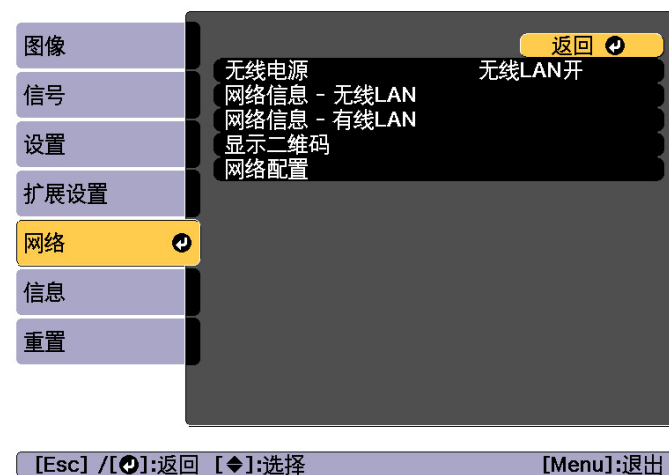 图像
信号
设置
扩展设置
网络
信息
重置
返回
无线电源 无线LAN开
网络信息 - 无线LAN
网络信息 - 有线LAN
显示二维码
网络配置
[Esc] /[]:返回 [◆]:选择 [Menu]:退出